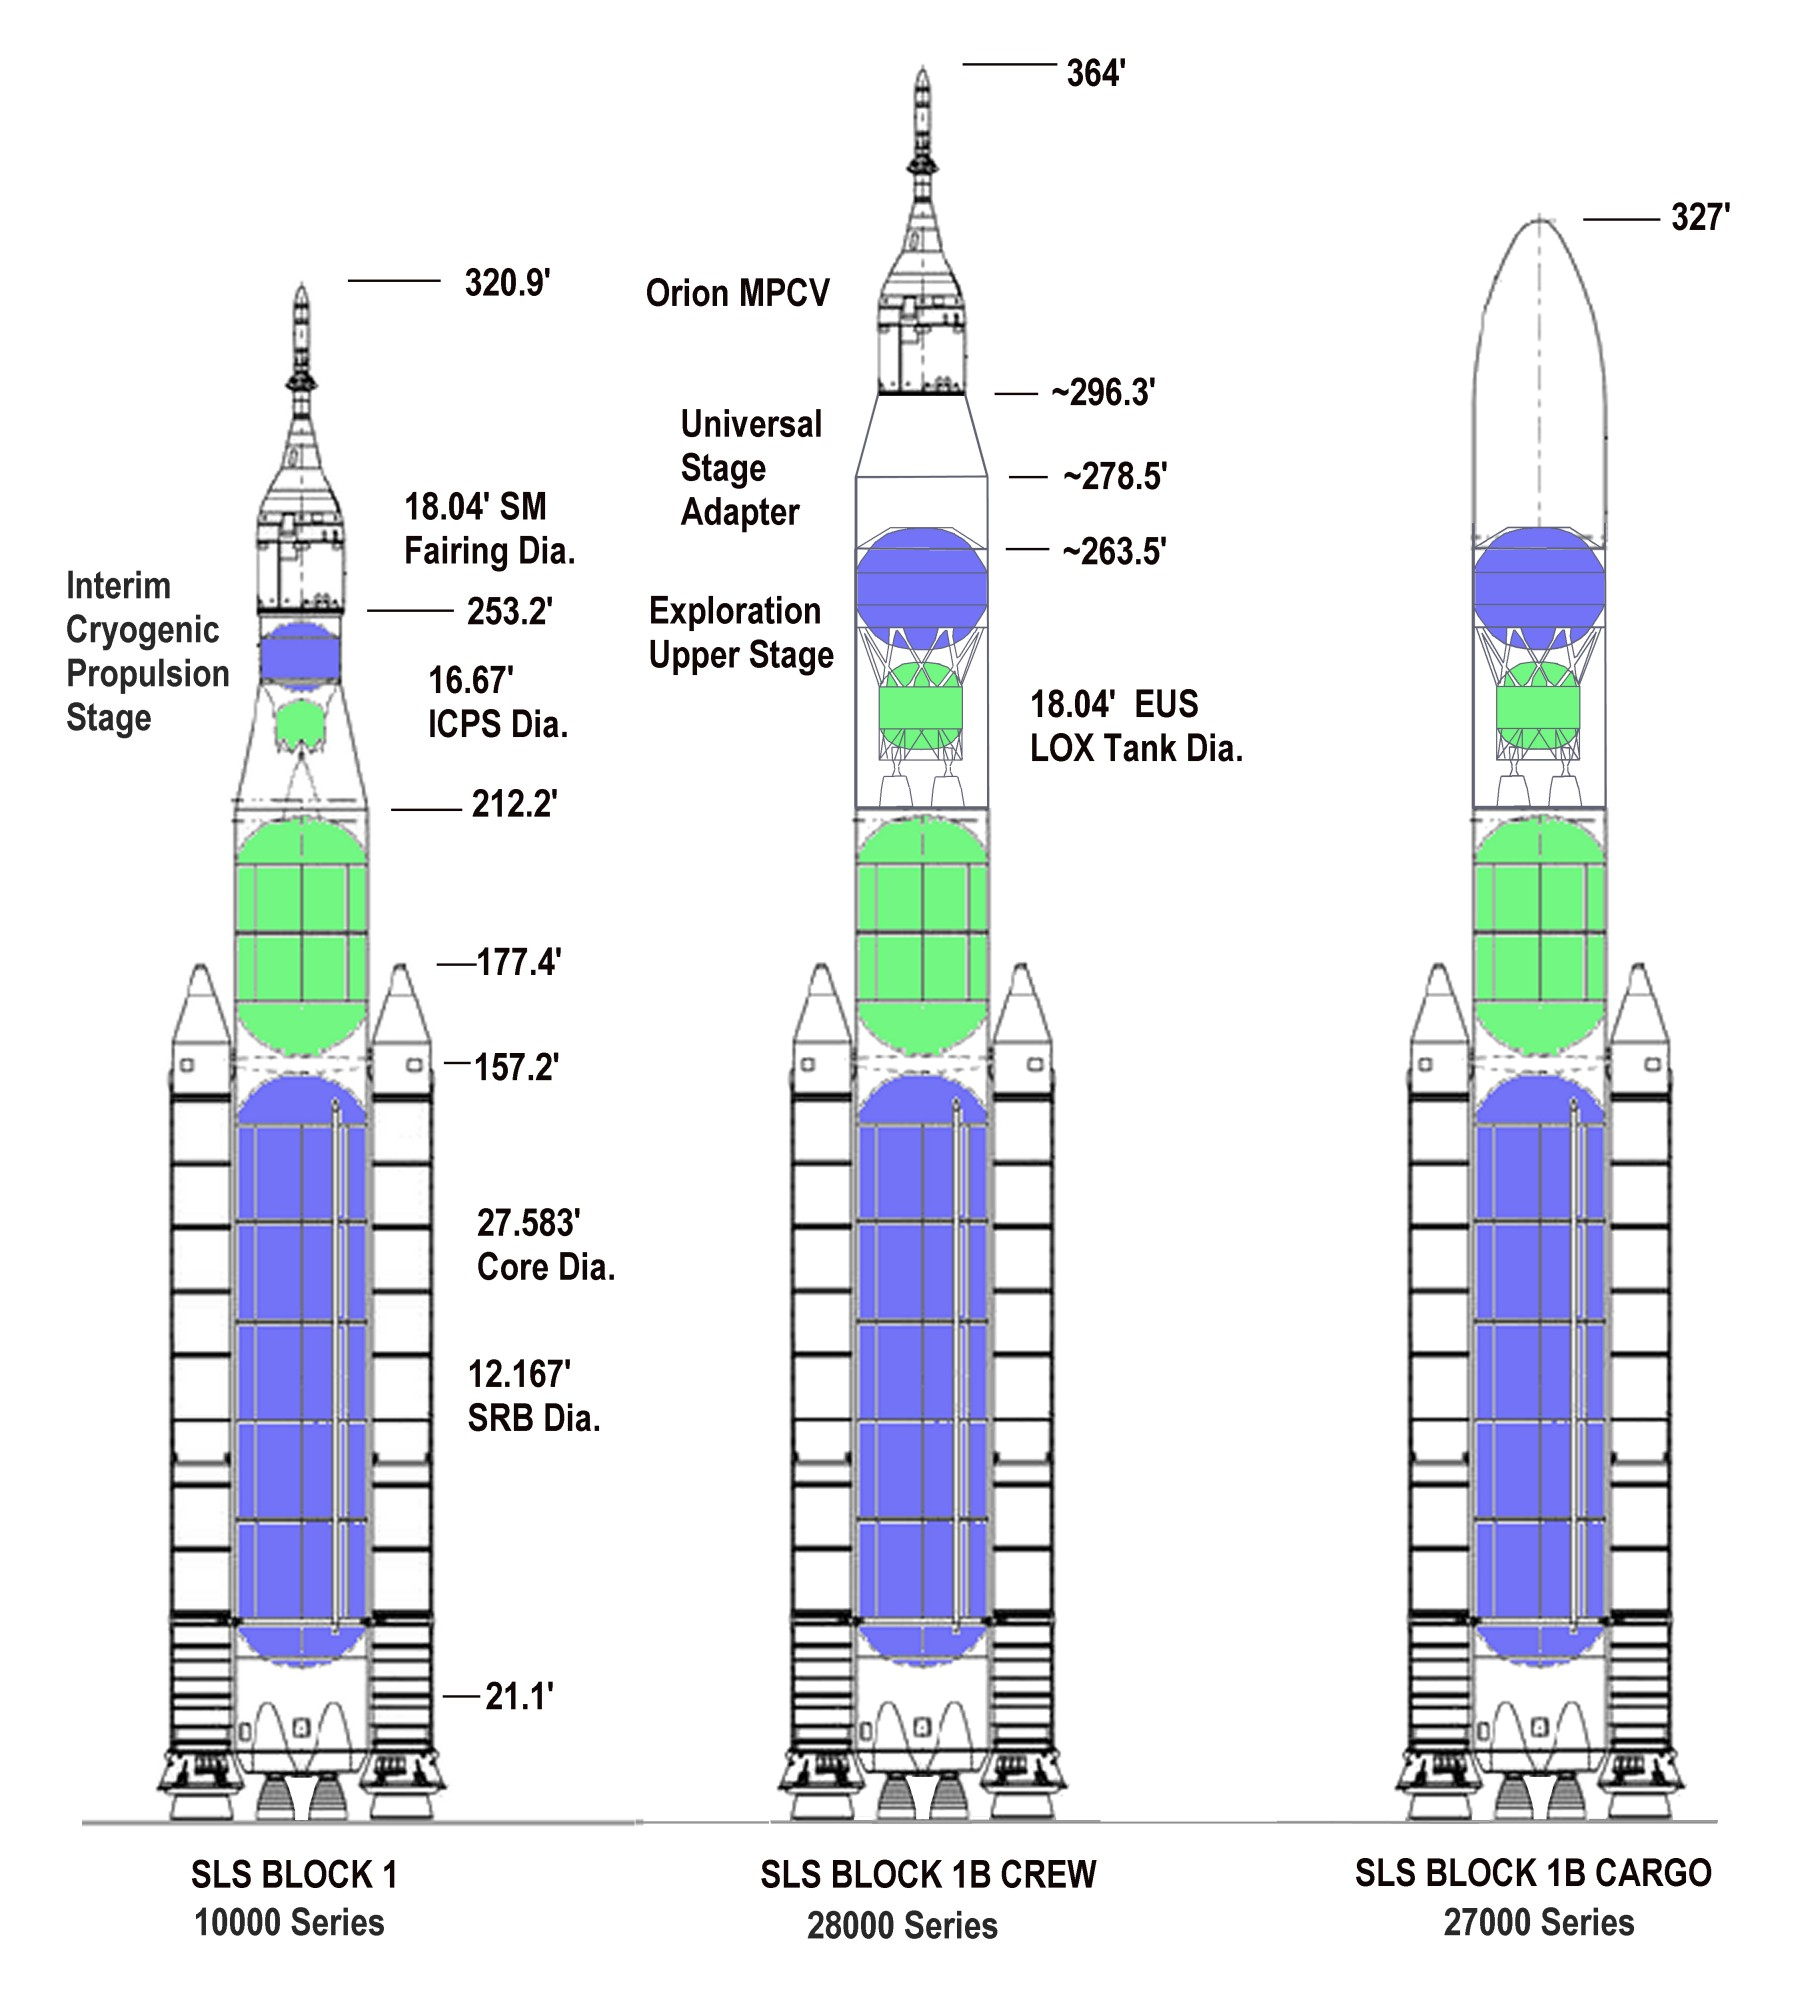 364'
327'
320.9'
Orion MPCV
~296.3'
Universal
Stage
Adapter
~278.5'
18.04' SM
Fairing Dia.
~263.5'
Interim
Cryogenic
Propulsion
Stage
253.2'
Exploration
Upper Stage
16.67'
ICPS Dia.
18.04'  EUS
LOX Tank Dia.
212.2'
177.4'
157.2'
27.583'
Core Dia.
12.167'
SRB Dia.
21.1'
SLS BLOCK 1
10000 Series
SLS BLOCK 1B CREW
28000 Series
SLS BLOCK 1B CARGO
27000 Series